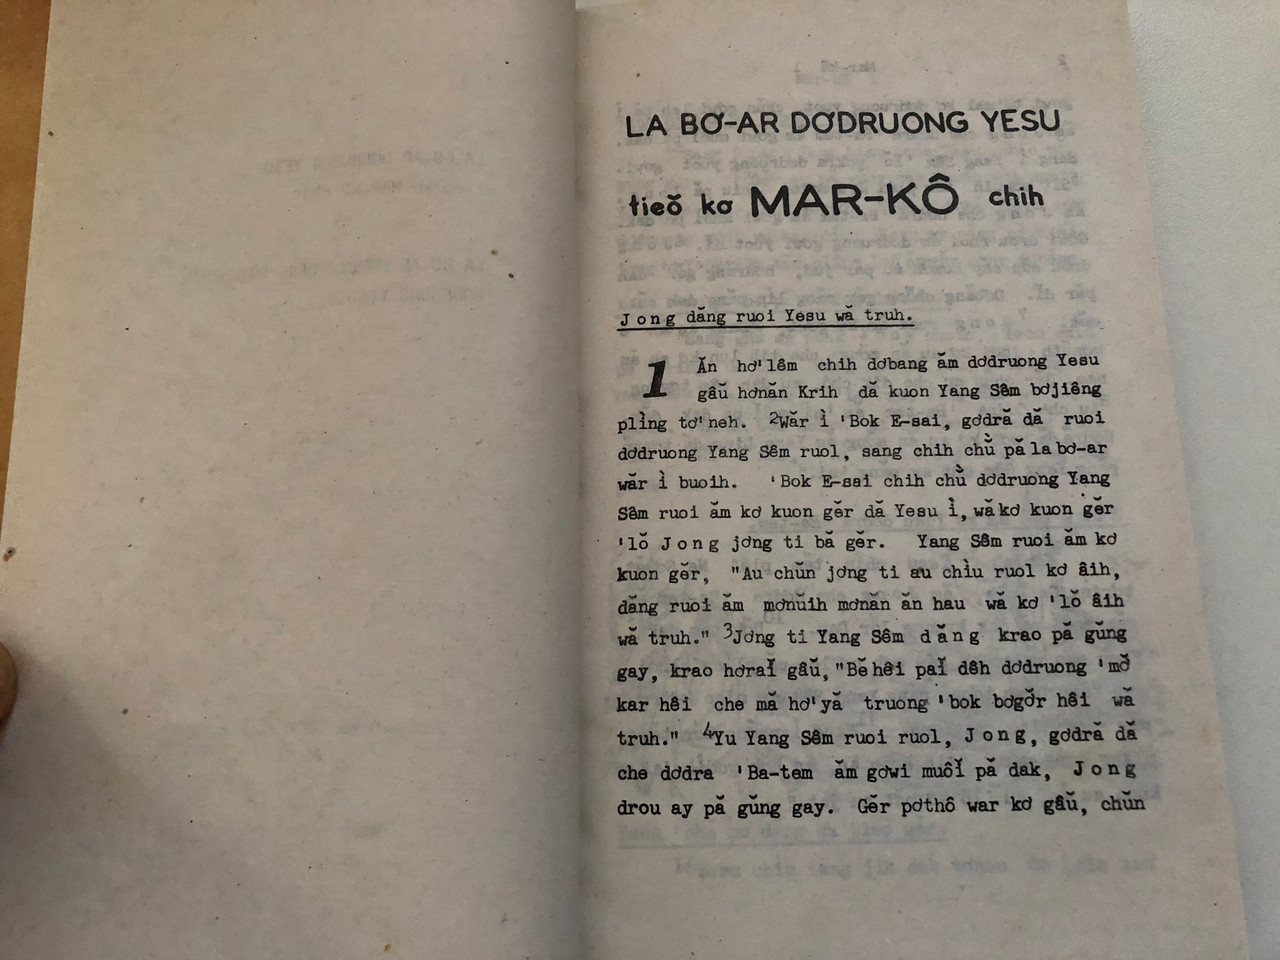 LA BƠ-AR DƠDRUONG YESU
tieŏ kơ MAR-KÔ chih
Jong dăng ruoi Yesu wă truh.
1 Ăn hơ'lêm chih dơbang ăm dơdruong Yesu
gâŭ hơnăn Krih dă kuon Yang Sêm bơjiêng
plìng tơ'neh. 2Wăr ì 'Bok E-sai, gơdră dă ruoi
dơdruong Yang Sêm ruol, sang chih chŭ̀ pă la bơ-ar
wăr ì buoih. 'Bok E-sai chih chŭ̀ dơdruong Yang
Sêm ruoi ăm kơ kuon gĕr dă Yesu ì, wă kơ kuon gĕr
'lŏ Jong jơng ti bă gĕr. Yang Sêm ruoi ăm kơ
kuon gĕr, "Au chŭn jơng ti au chìu ruol kơ âih,
dăng ruoi ăm mơnŭih mơnăn ăn hau wă kơ 'lŏ âih
wă truh." 3Jơng ti Yang Sêm dăng krao pă gŭng
gay, krao hơraĭ gâŭ, "Bĕ hêi paĭ dêh dơdruong 'mơ̆
kar hêi che mă hơ'yă truong 'bok bơgơ̆r hêi wă
truh." 4Yu Yang Sêm ruoi ruol, Jong, gơdră dă
che dơdra 'Ba-tem ăm gơwi muôĭ pă dak, Jong
drou ay pă gŭng gay. Gĕr pơthô war kơ gâŭ, chŭn